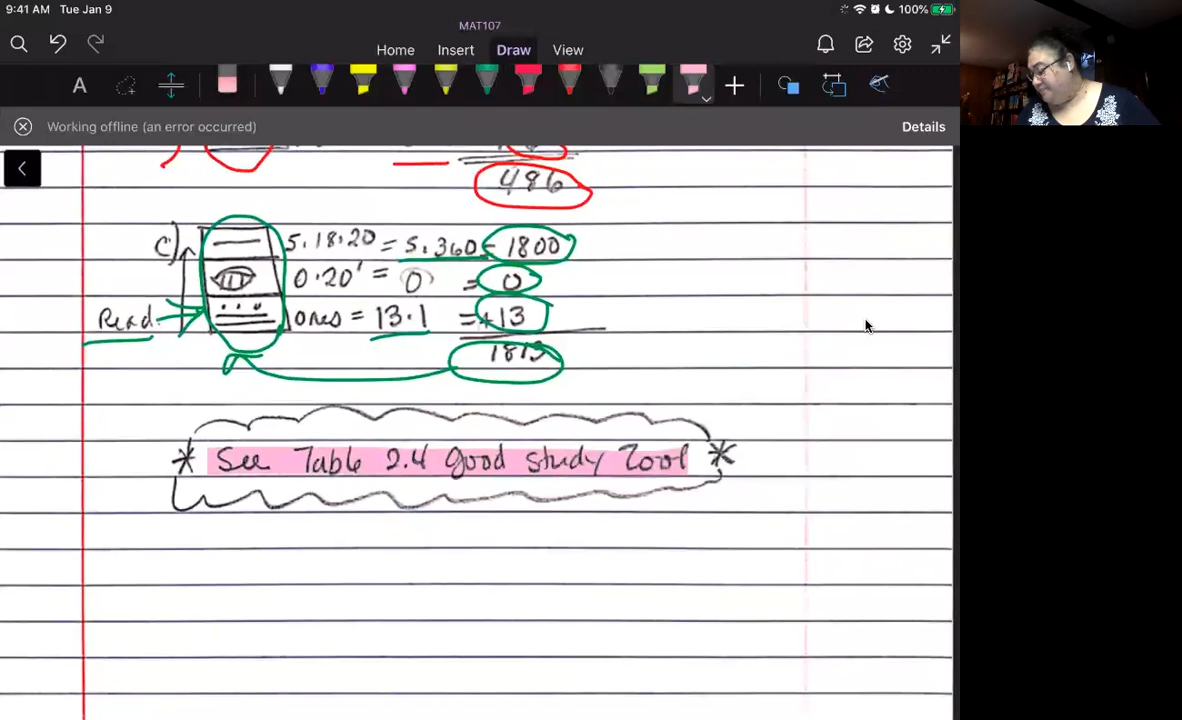 9:41 AM Tue Jan 9
100%
MAT107
Home Insert Draw View
A
Working offline (an error occurred)
Details
486
c) 5.18.20 = 5.360 = 1800
0.20' = 0 = 0
Read ones = 13.1 = +13
1813
* See Table 2.4 good study Tool *